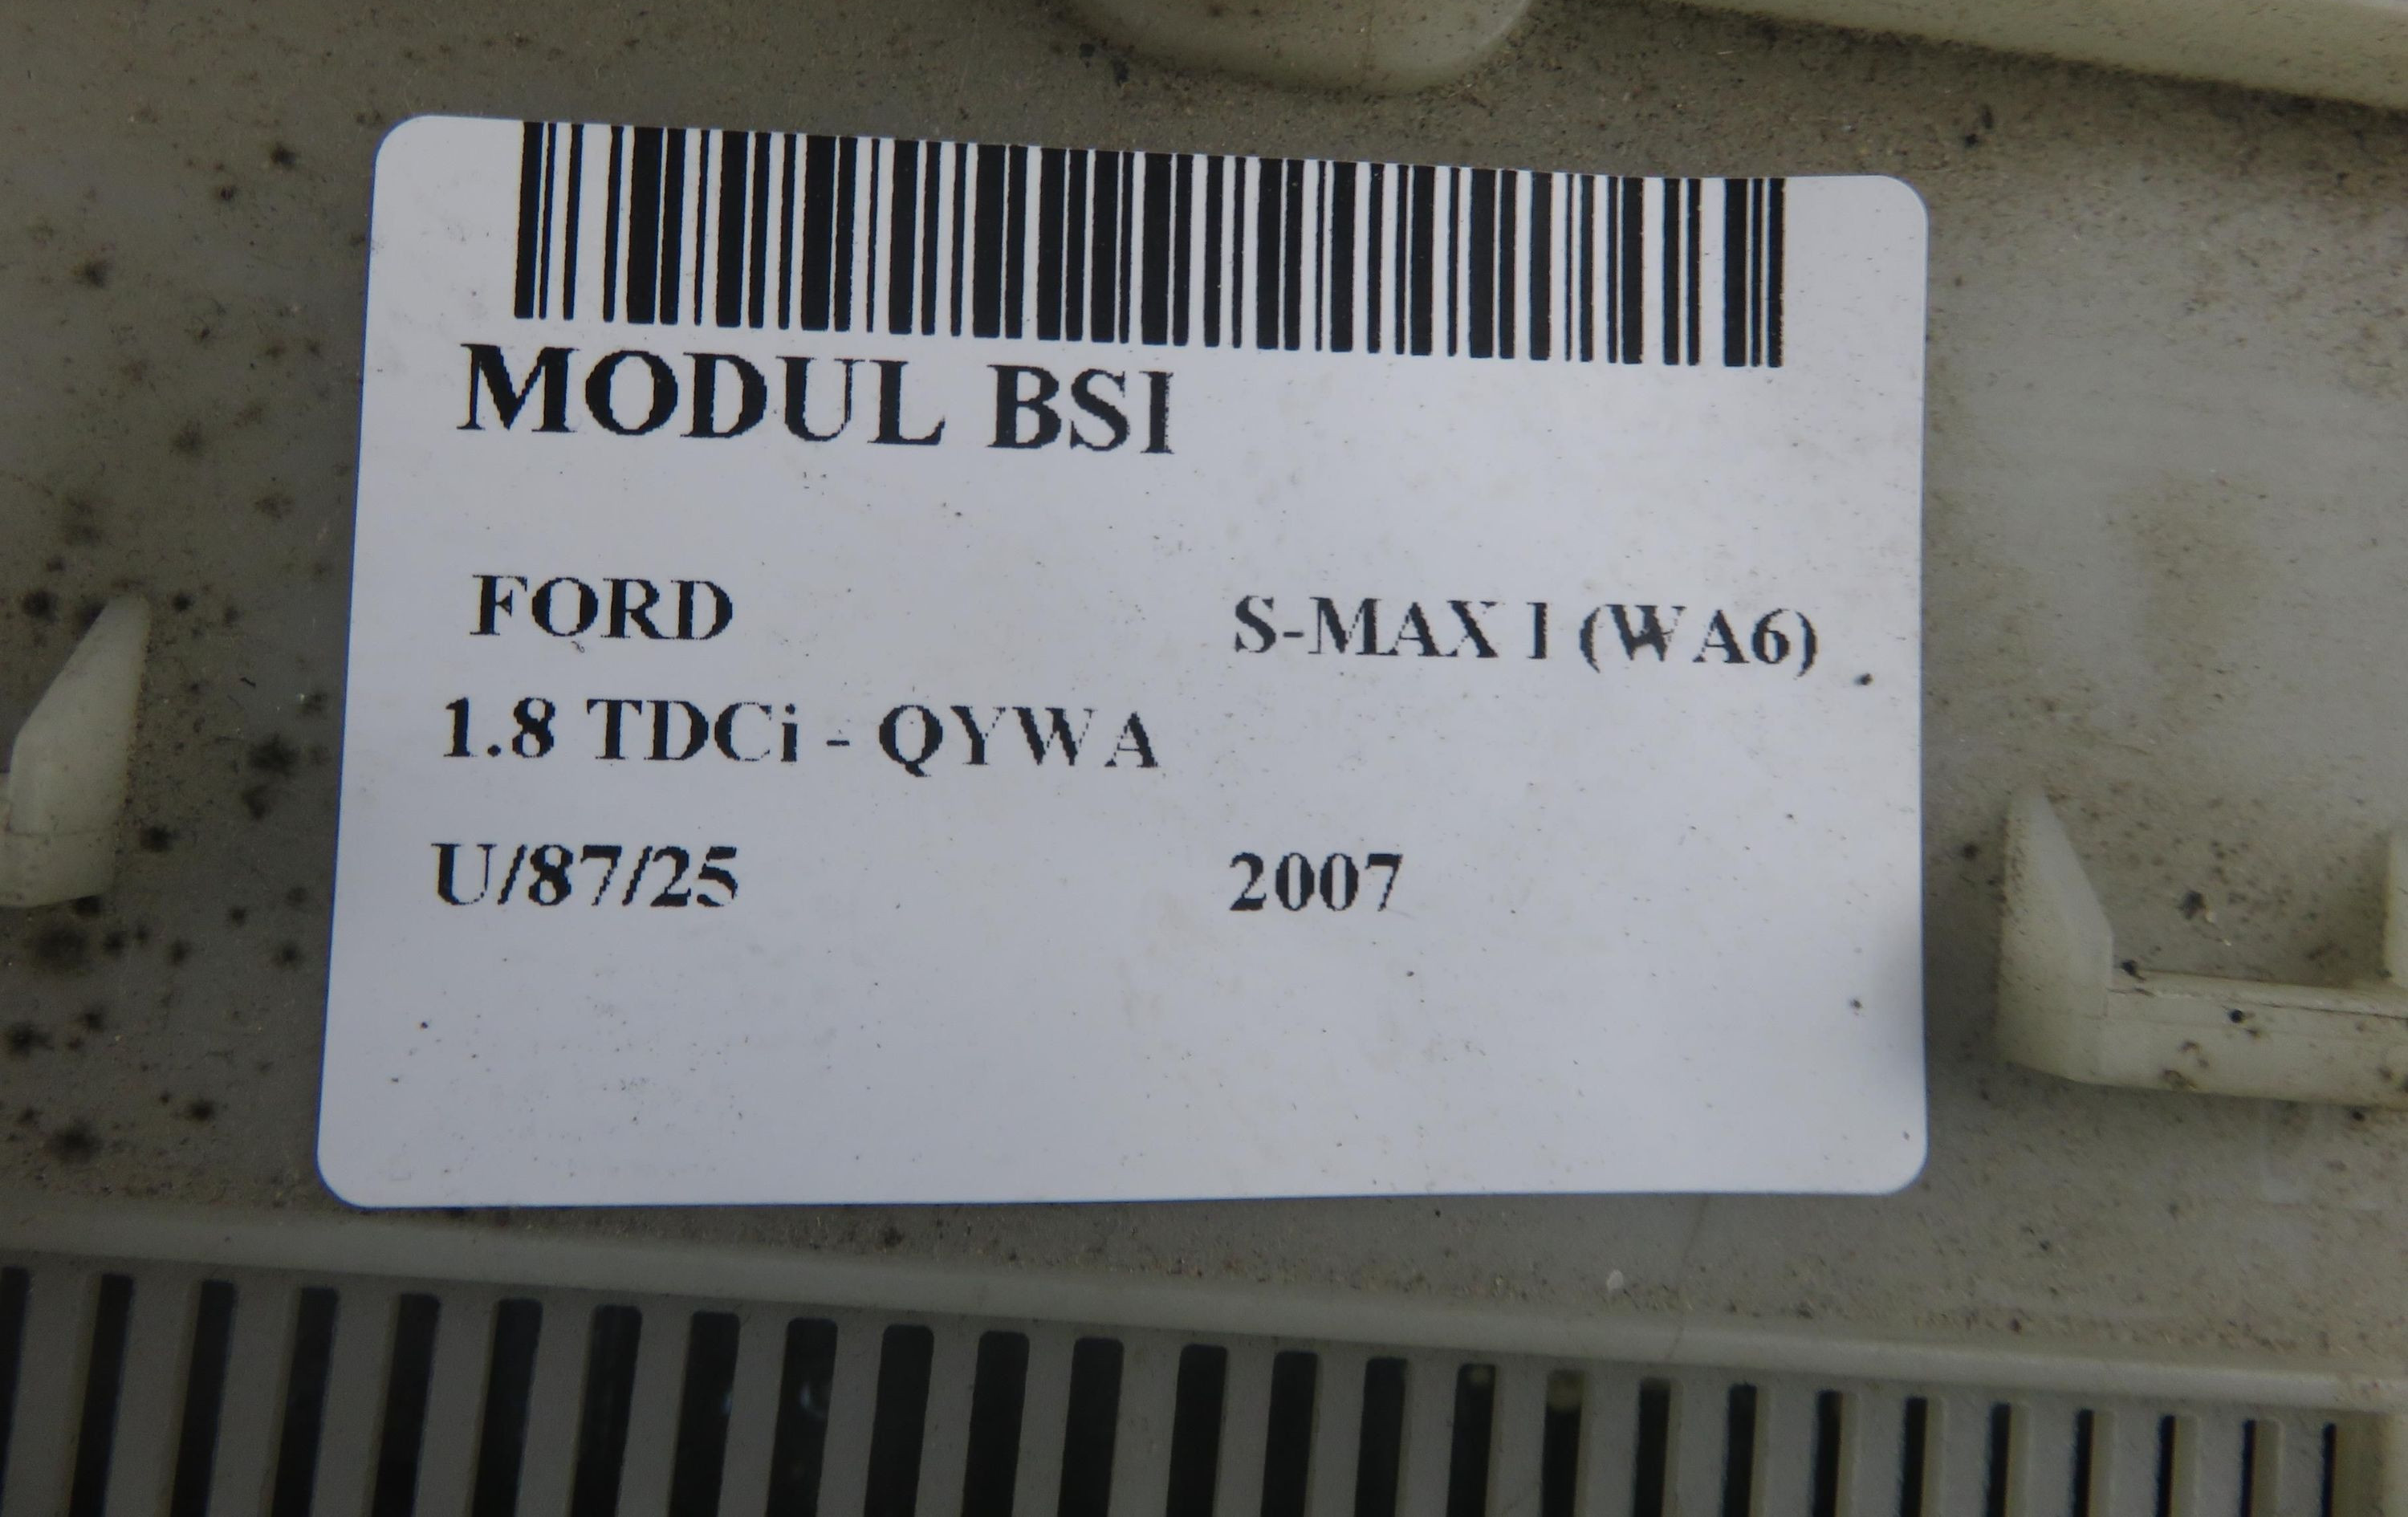 MODUL BSI
FORD S-MAX I (WA6)
1.8 TDCi - QYWA
U/87/25 2007